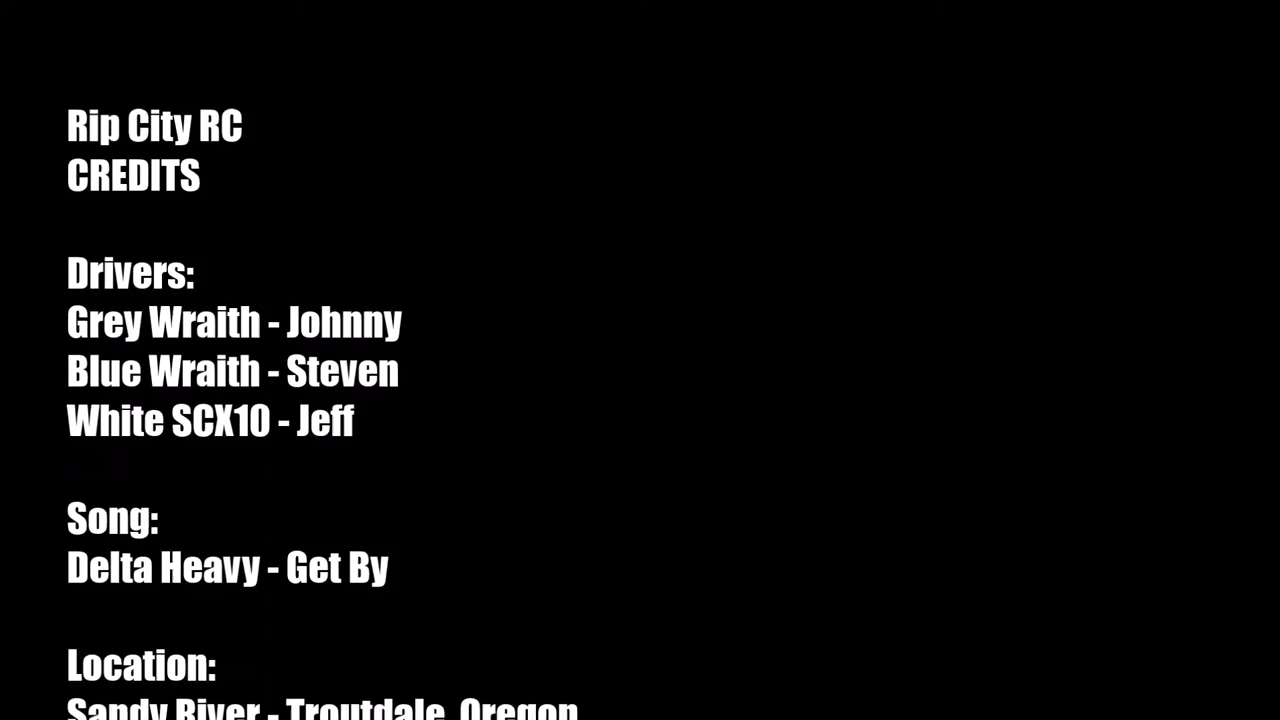 Rip City RC
CREDITS
Drivers:
Grey Wraith - Johnny
Blue Wraith - Steven
White SCX10 - Jeff
Song:
Delta Heavy - Get By
Location:
Sandy River - Troutdale, Oregon